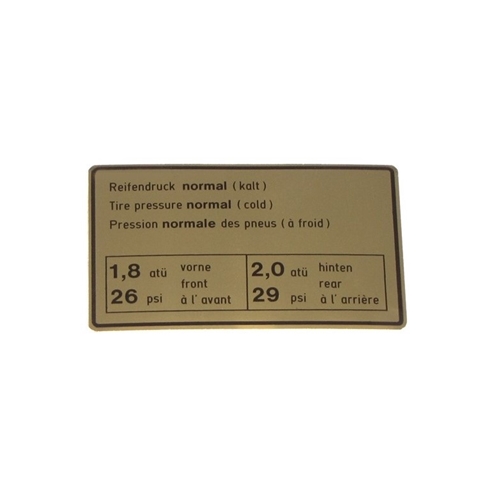 Reifendruck normal (kalt)
Tire pressure normal (cold)
Pression normale des pneus (à froid)
1,8 atü vorne
front
26 psi à l'avant
2,0 atü hinten
rear
29 psi à l'arrière